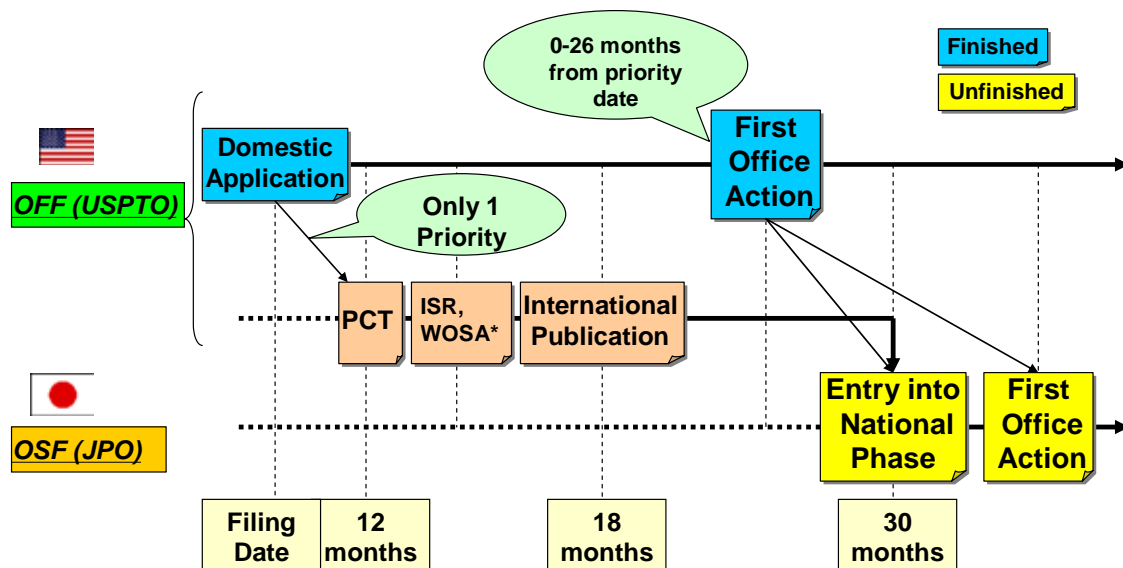 0-26 months
from priority
date
Finished
Unfinished
OFF (USPTO)
Domestic
Application
First
Office
Action
Only 1
Priority
PCT
ISR,
WOSA*
International
Publication
OSF (JPO)
Entry into
National
Phase
First
Office
Action
Filing
Date
12
months
18
months
30
months